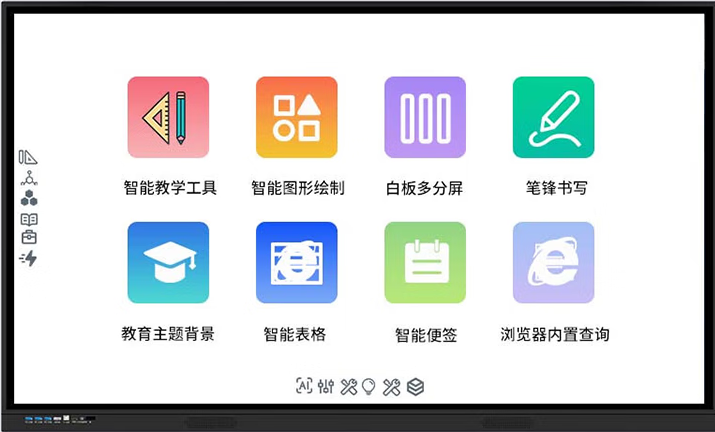 智能教学工具
智能图形绘制
白板多分屏
笔锋书写
教育主题背景
智能表格
智能便签
浏览器内置查询
AI